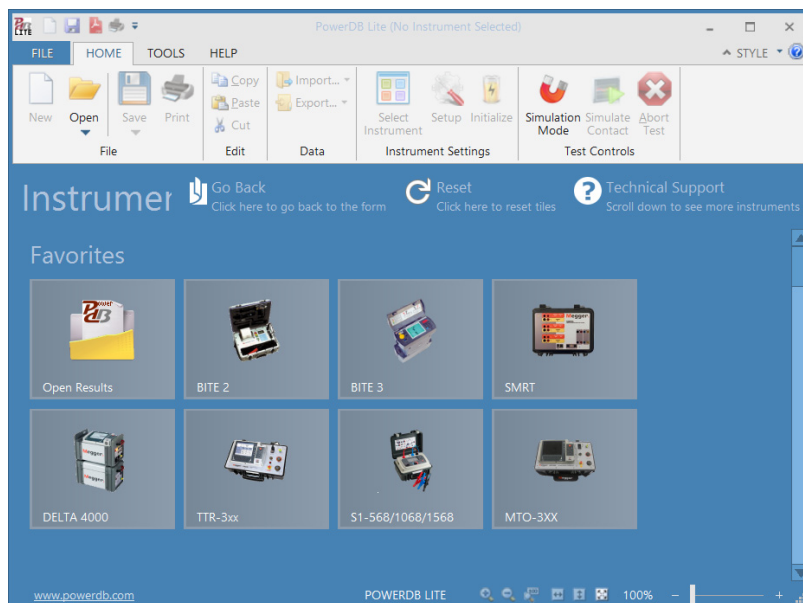 PowerDB Lite (No Instrument Selected)
FILE HOME TOOLS HELP STYLE
New Open Save Print Copy Paste Cut Import... Export... Select Instrument Setup Initialize Simulation Mode Simulate Contact Abort Test
File Edit Data Instrument Settings Test Controls
Instrumer
Go Back
Click here to go back to the form
Reset
Click here to reset tiles
Technical Support
Scroll down to see more instruments
Favorites
Open Results
BITE 2
BITE 3
SMRT
DELTA 4000
TTR-3xx
S1-568/1068/1568
MTO-3XX
www.powerdb.com POWERDB LITE 100%